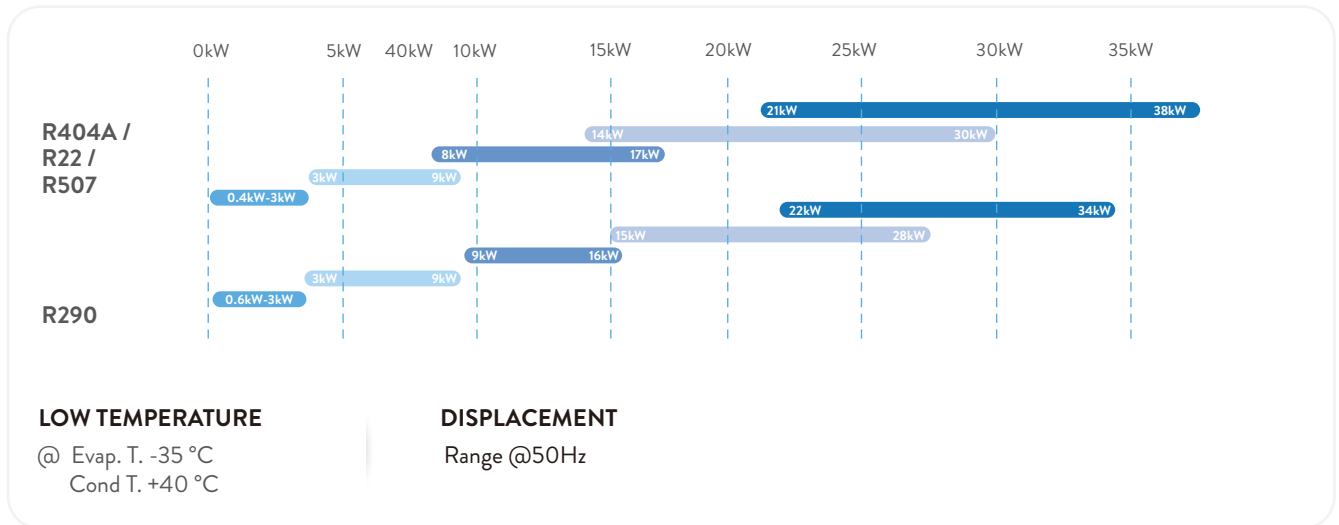 0kW 5kW 40kW 10kW 15kW 20kW 25kW 30kW 35kW
21kW 38kW
R404A / 14kW 30kW
R22 / 8kW 17kW
R507 3kW 9kW
0.4kW-3kW
22kW 34kW
15kW 28kW
9kW 16kW
3kW 9kW
0.6kW-3kW
R290
LOW TEMPERATURE
@ Evap. T. -35 °C
Cond T. +40 °C
DISPLACEMENT
Range @50Hz